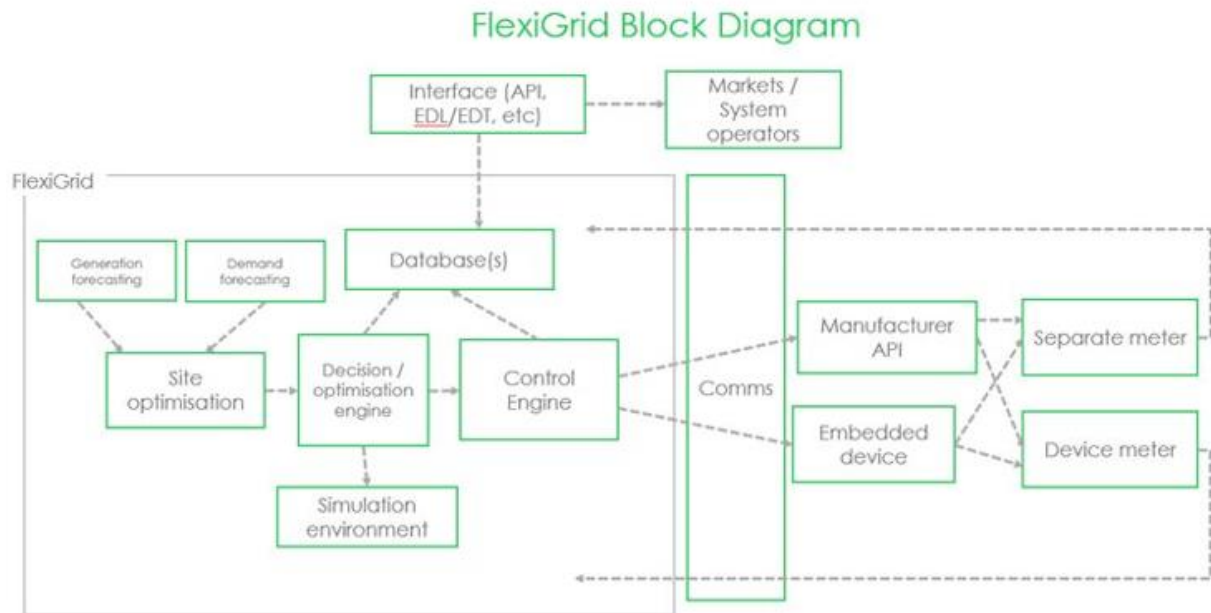 FlexiGrid Block Diagram
Interface (API,
EDL/EDT, etc)
Markets /
System
operators
FlexiGrid
Generation
forecasting
Demand
forecasting
Database(s)
Site
optimisation
Decision /
optimisation
engine
Control
Engine
Simulation
environment
Comms
Manufacturer
API
Embedded
device
Separate meter
Device meter